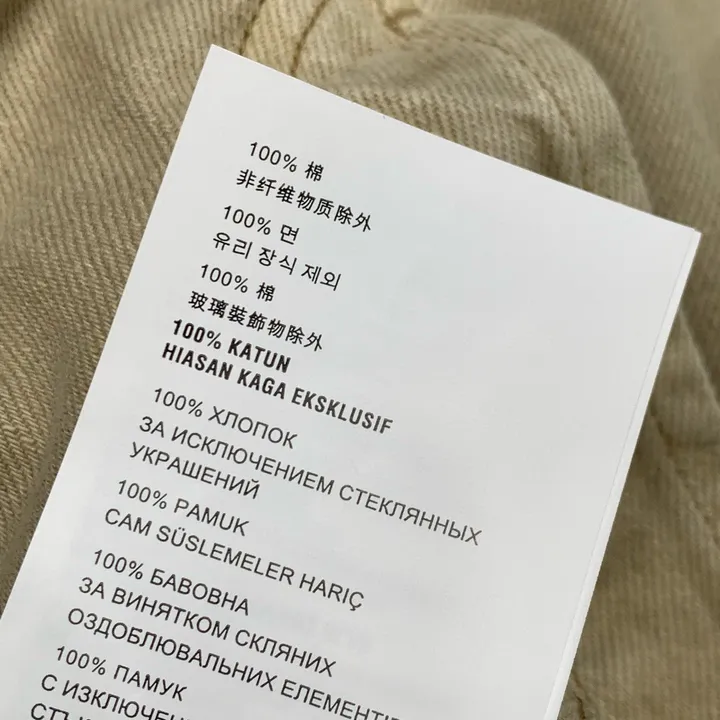 100% 棉
非纤维物质除外
100% 면
유리 장식 제외
100% 棉
玻璃裝飾物除外
100% KATUN
HIASAN KAGA EKSKLUSIF
100% ХЛОПОК
ЗА ИСКЛЮЧЕНИЕМ СТЕКЛЯННЫХ
УКРАШЕНИЙ
100% PAMUK
CAM SÜSLEMELER HARIÇ
100% БАВОВНА
ЗА ВИНЯТКОМ СКЛЯНИХ
ОЗДОБЛЮВАЛЬНИХ
100% ПАМУК
С